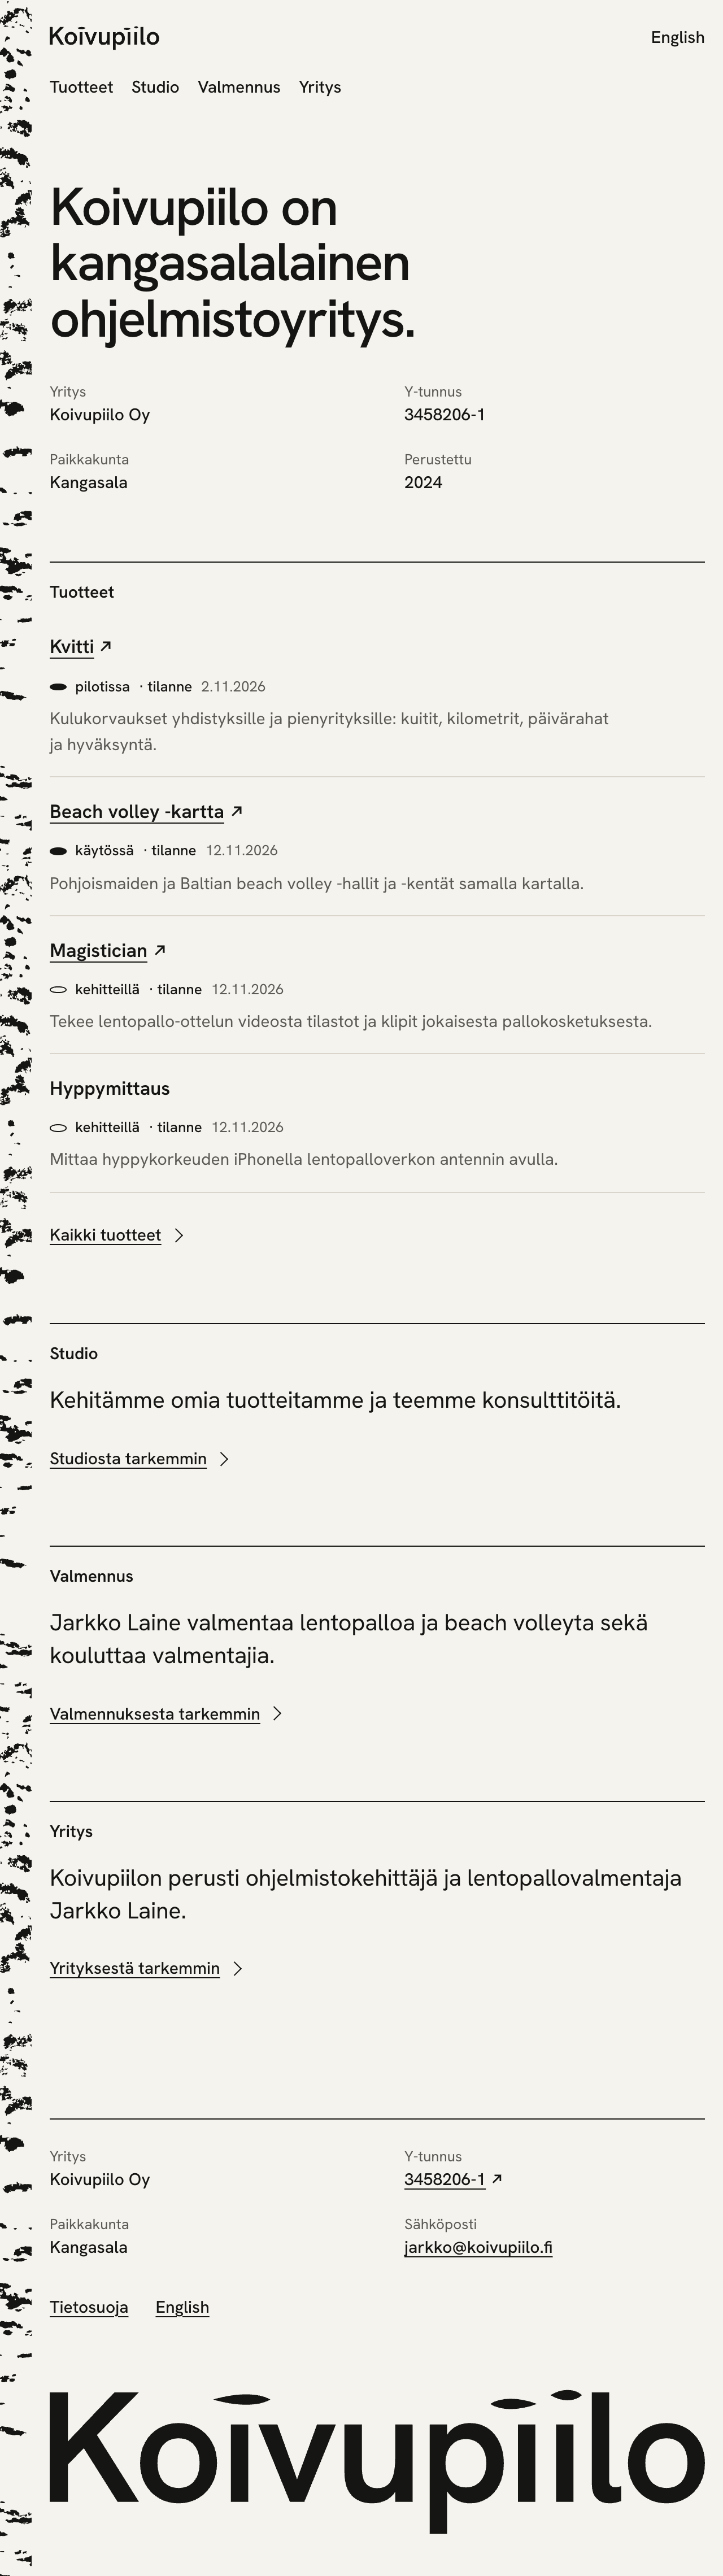 Koivupiilo
English
Tuotteet Studio Valmennus Yritys
Koivupiilo on
kangasalalainen
ohjelmistoyritys.
Yritys
Koivupiilo Oy
Y-tunnus
3458206-1
Paikkakunta
Kangasala
Perustettu
2024
Tuotteet
Kvitti ↗
pilotissa · tilanne 2.11.2026
Kulukorvaukset yhdistyksille ja pienyrityksille: kuitit, kilometrit, päivärahat
ja hyväksyntä.
Beach volley -kartta ↗
käytössä · tilanne 12.11.2026
Pohjoismaiden ja Baltian beach volley -hallit ja -kentät samalla kartalla.
Magistician ↗
kehitteillä · tilanne 12.11.2026
Tekee lentopallo-ottelun videosta tilastot ja klipit jokaisesta pallokosketuksesta.
Hyppymittaus
kehitteillä · tilanne 12.11.2026
Mittaa hyppykorkeuden iPhonella lentopalloverkon antennin avulla.
Kaikki tuotteet
Studio
Kehitämme omia tuotteitamme ja teemme konsulttitöitä.
Studiosta tarkemmin
Valmennus
Jarkko Laine valmentaa lentopalloa ja beach volleyta sekä
kouluttaa valmentajia.
Valmennuksesta tarkemmin
Yritys
Koivupiilon perusti ohjelmistokehittäjä ja lentopallovalmentaja
Jarkko Laine.
Yrityksestä tarkemmin
Yritys
Koivupiilo Oy
Y-tunnus
3458206-1 ↗
Paikkakunta
Kangasala
Sähköposti
jarkko@koivupiilo.fi
Tietosuoja English
Koivupiilo